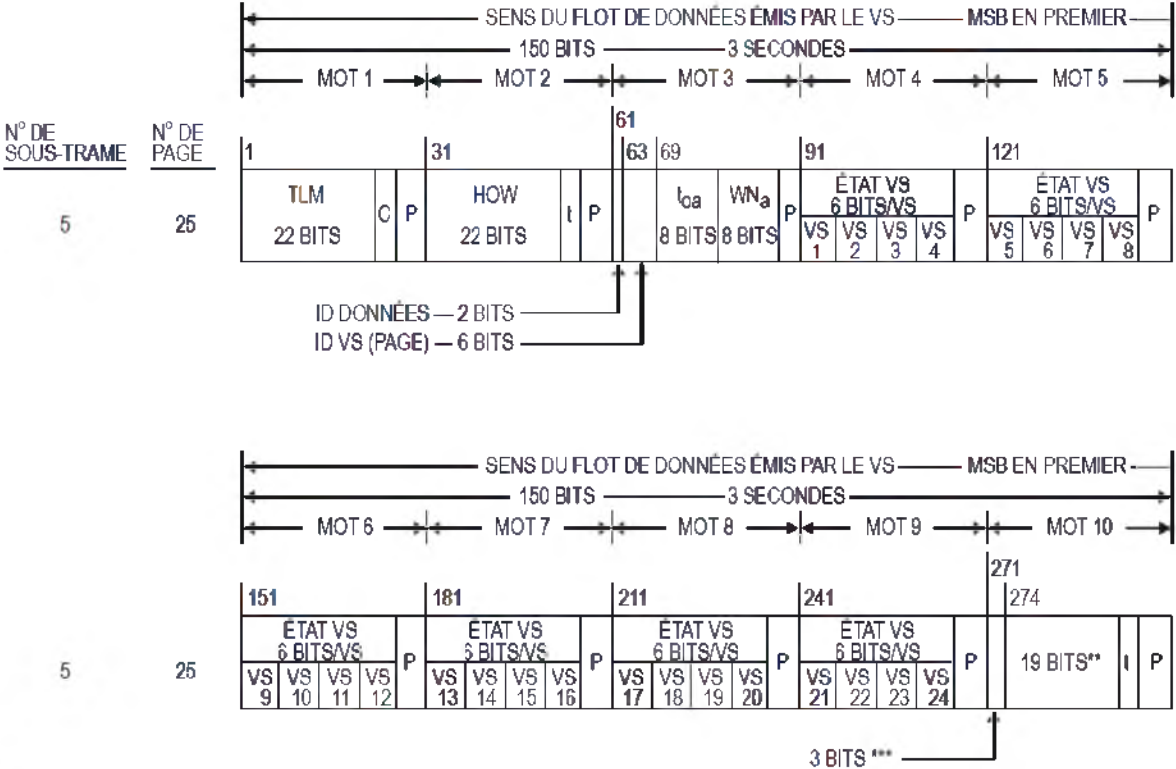 SENS DU FLOT DE DONNÉES ÉMIS PAR LE VS MSB EN PREMIER
150 BITS 3 SECONDES
MOT 1 MOT 2 MOT 3 MOT 4 MOT 5
N° DE SOUS-TRAME
N° DE PAGE
61
1 31 63 69 91 121
5 25
TLM 22 BITS C P
HOW 22 BITS t P
toa 8 BITS WNa 8 BITS P
ÉTAT VS 6 BITS/VS P
VS 1 VS 2 VS 3 VS 4
ÉTAT VS 6 BITS/VS P
VS 5 VS 6 VS 7 VS 8
ID DONNÉES — 2 BITS
ID VS (PAGE) — 6 BITS
SENS DU FLOT DE DONNÉES ÉMIS PAR LE VS MSB EN PREMIER
150 BITS 3 SECONDES
MOT 6 MOT 7 MOT 8 MOT 9 MOT 10
271
151 181 211 241 274
5 25
ÉTAT VS 6 BITS/VS P
VS 9 VS 10 VS 11 VS 12
ÉTAT VS 6 BITS/VS P
VS 13 VS 14 VS 15 VS 16
ÉTAT VS 6 BITS/VS P
VS 17 VS 18 VS 19 VS 20
ÉTAT VS 6 BITS/VS P
VS 21 VS 22 VS 23 VS 24
19 BITS** t P
3 BITS ***